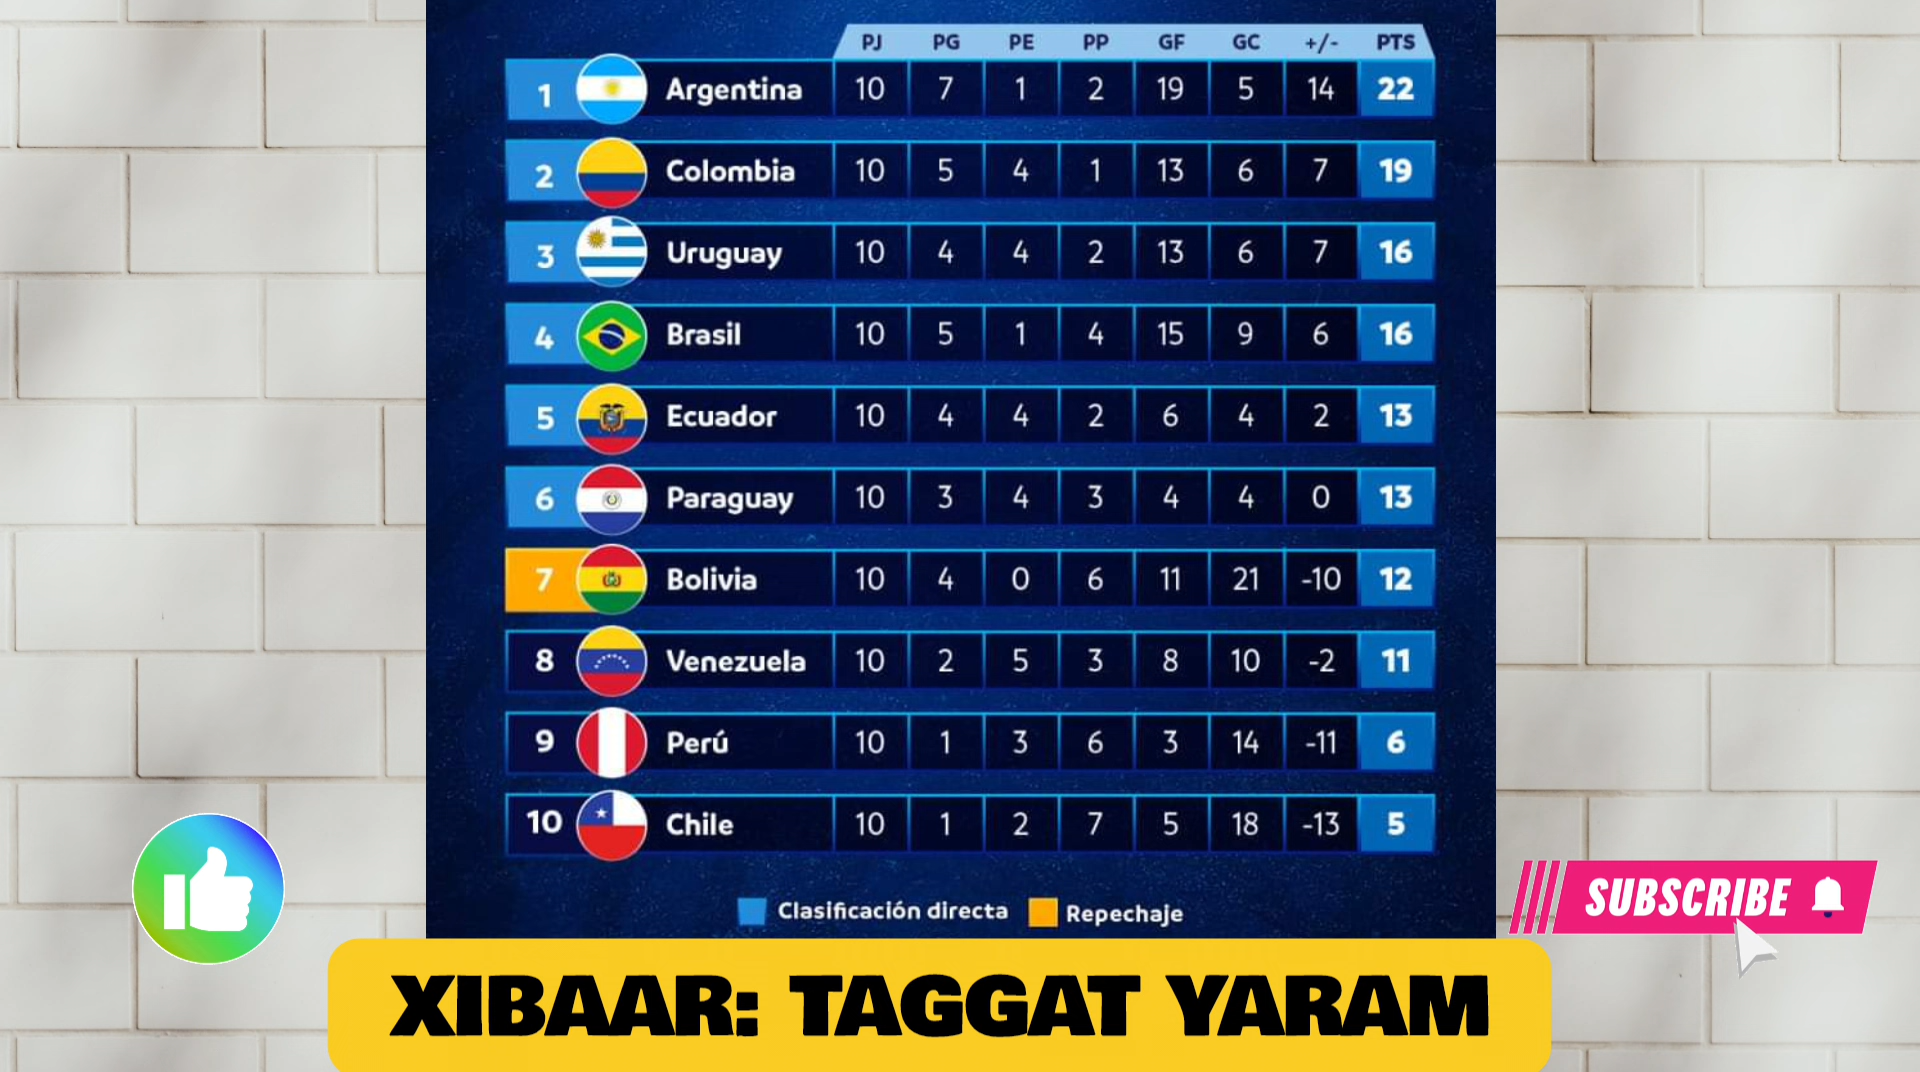 PJ PG PE PP GF GC +/- PTS
1 Argentina 10 7 1 2 19 5 14 22
2 Colombia 10 5 4 1 13 6 7 19
3 Uruguay 10 4 4 2 13 6 7 16
4 Brasil 10 5 1 4 15 9 6 16
5 Ecuador 10 4 4 2 6 4 2 13
6 Paraguay 10 3 4 3 4 4 0 13
7 Bolivia 10 4 0 6 11 21 -10 12
8 Venezuela 10 2 5 3 8 10 -2 11
9 Perú 10 1 3 6 3 14 -11 6
10 Chile 10 1 2 7 5 18 -13 5
Clasificación directa Repechaje
SUBSCRIBE
XIBAAR: TAGGAT YARAM